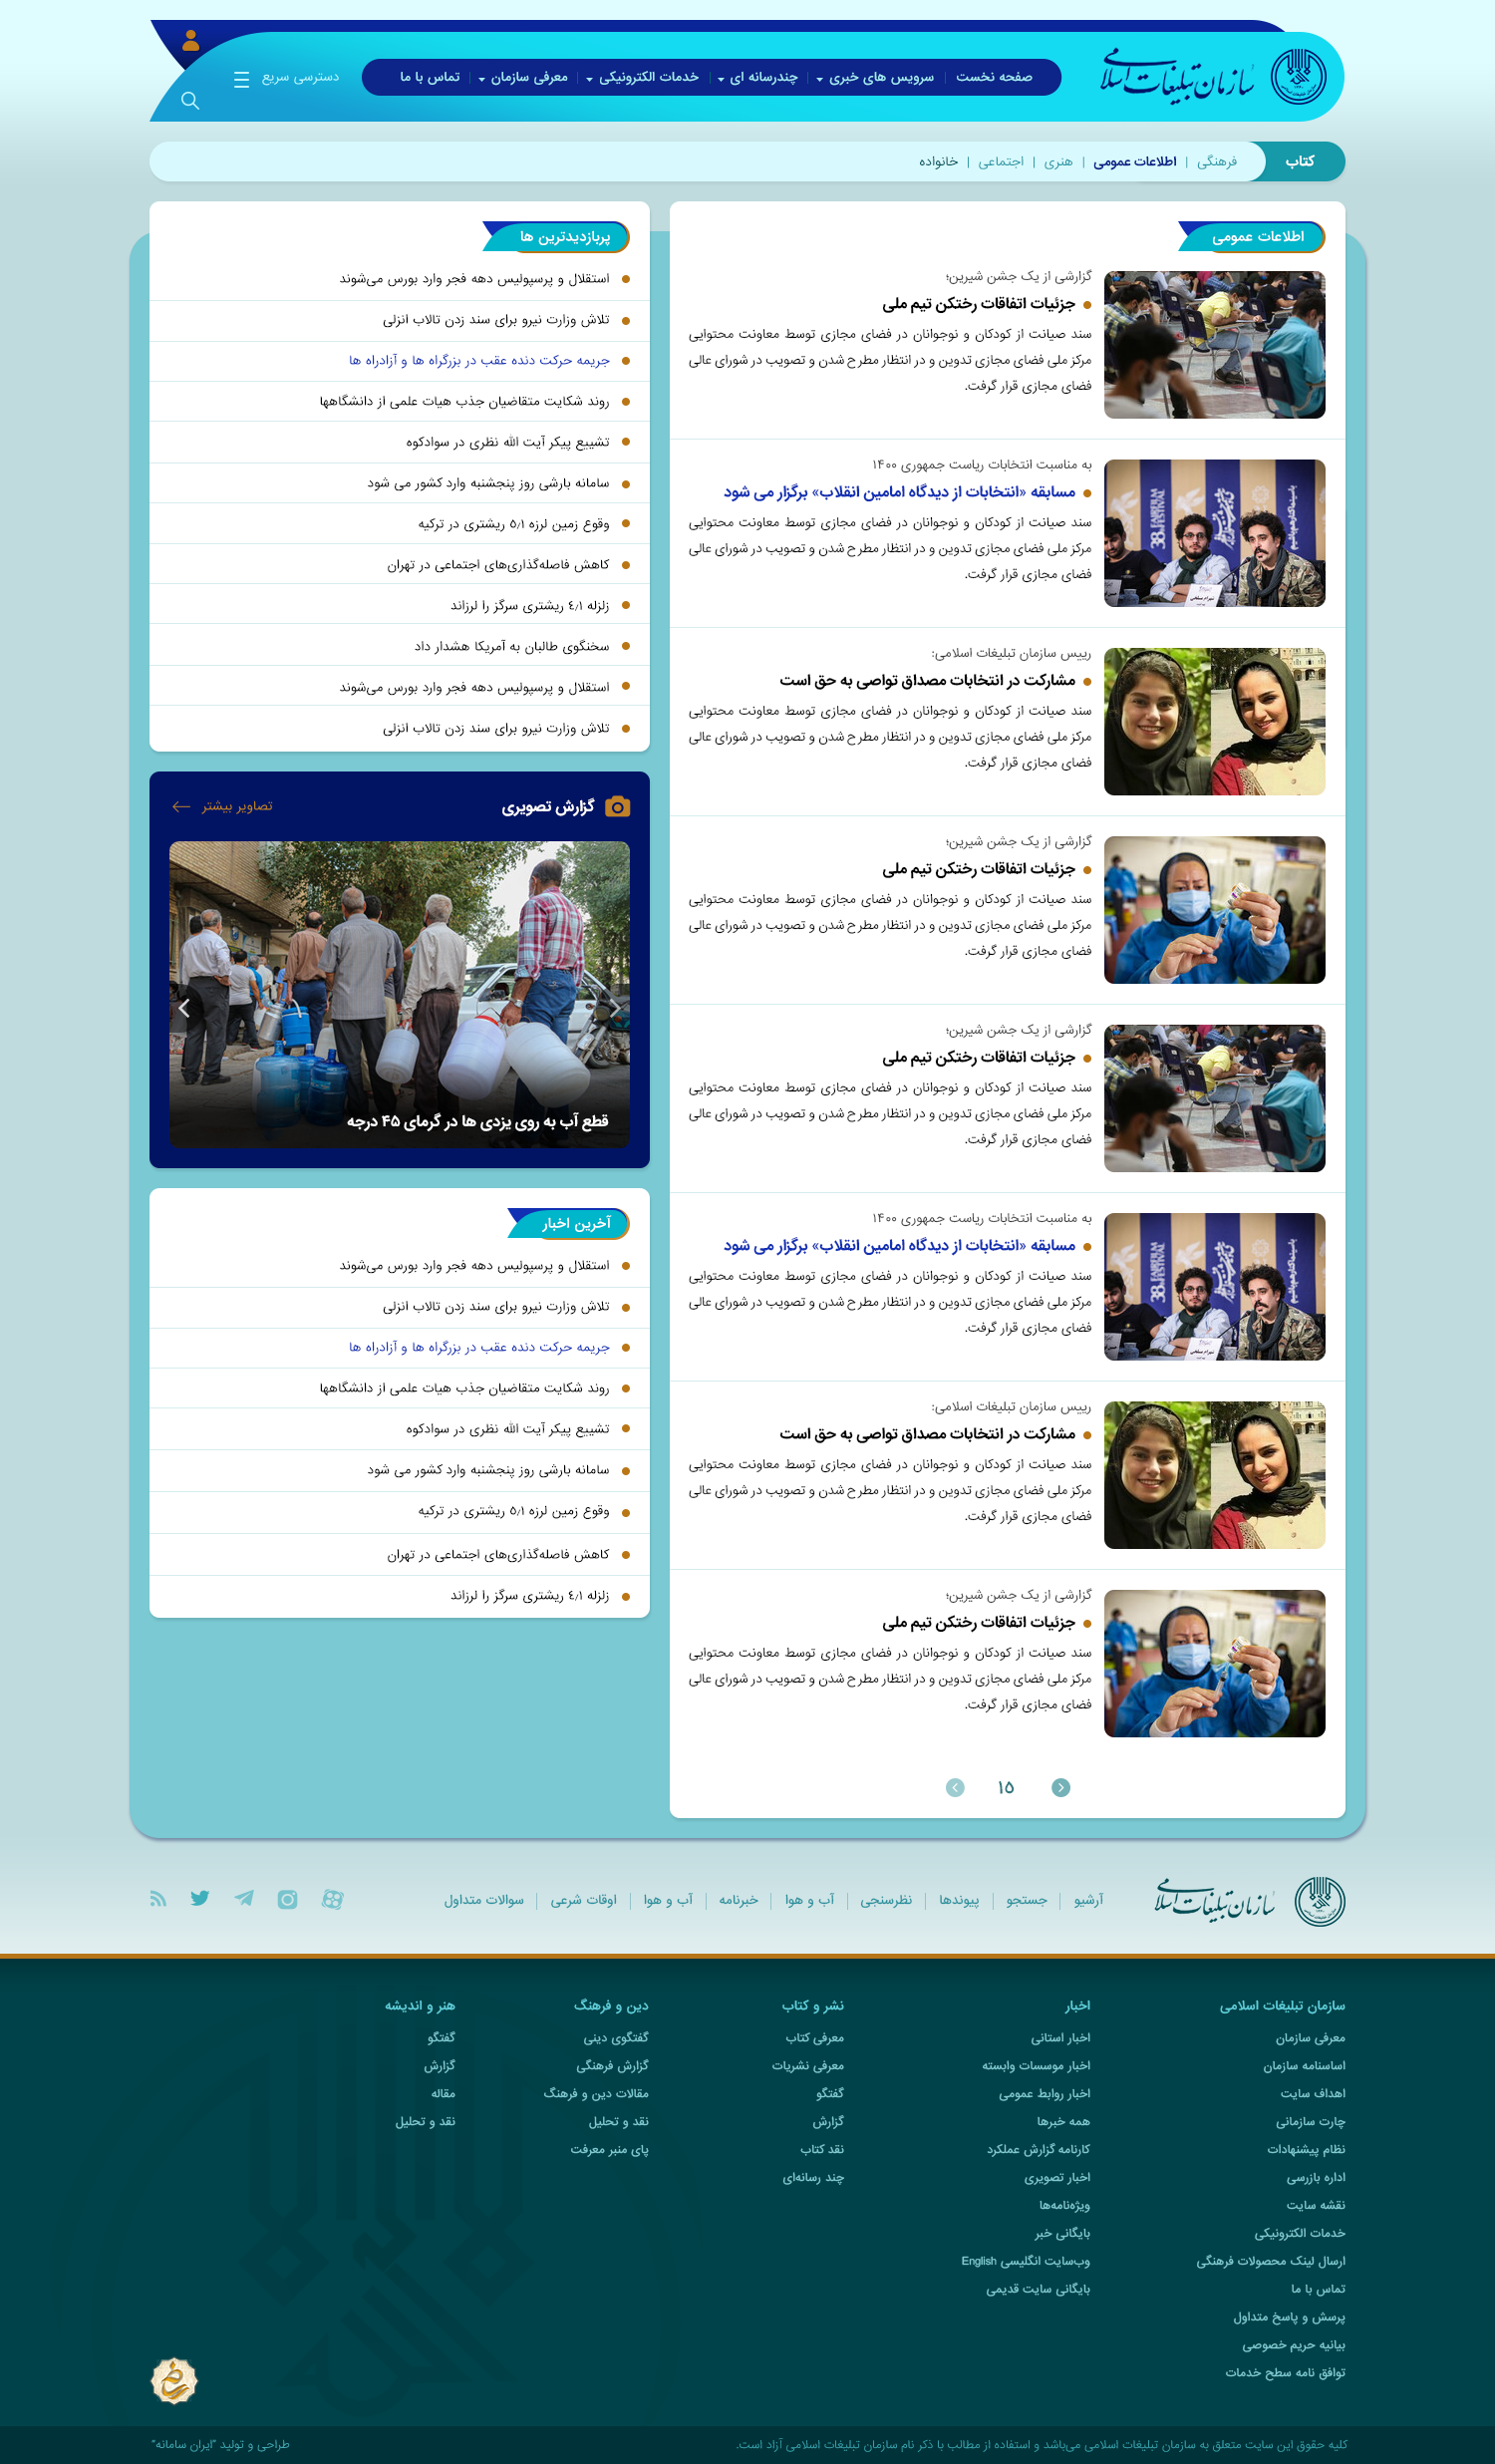 سازمان تبلیغات اسلامی
صفحه نخست
سرویس های خبری
چندرسانه ای
خدمات الکترونیکی
معرفی سازمان
تماس با ما
دسترسی سریع
کتاب
فرهنگی | اطلاعات عمومی | هنری | اجتماعی | خانواده
اطلاعات عمومی
گزارشی از یک جشن شیرین؛
جزئیات اتفاقات رختکن تیم ملی
سند صیانت از کودکان و نوجوانان در فضای مجازی توسط معاونت محتوایی
مرکز ملی فضای مجازی تدوین و در انتظار مطرح شدن و تصویب در شورای عالی
فضای مجازی قرار گرفت.
به مناسبت انتخابات ریاست جمهوری ۱۴۰۰
مسابقه «انتخابات از دیدگاه امامین انقلاب» برگزار می شود
سند صیانت از کودکان و نوجوانان در فضای مجازی توسط معاونت محتوایی
مرکز ملی فضای مجازی تدوین و در انتظار مطرح شدن و تصویب در شورای عالی
فضای مجازی قرار گرفت.
رییس سازمان تبلیغات اسلامی:
مشارکت در انتخابات مصداق تواصی به حق است
سند صیانت از کودکان و نوجوانان در فضای مجازی توسط معاونت محتوایی
مرکز ملی فضای مجازی تدوین و در انتظار مطرح شدن و تصویب در شورای عالی
فضای مجازی قرار گرفت.
گزارشی از یک جشن شیرین؛
جزئیات اتفاقات رختکن تیم ملی
سند صیانت از کودکان و نوجوانان در فضای مجازی توسط معاونت محتوایی
مرکز ملی فضای مجازی تدوین و در انتظار مطرح شدن و تصویب در شورای عالی
فضای مجازی قرار گرفت.
گزارشی از یک جشن شیرین؛
جزئیات اتفاقات رختکن تیم ملی
سند صیانت از کودکان و نوجوانان در فضای مجازی توسط معاونت محتوایی
مرکز ملی فضای مجازی تدوین و در انتظار مطرح شدن و تصویب در شورای عالی
فضای مجازی قرار گرفت.
به مناسبت انتخابات ریاست جمهوری ۱۴۰۰
مسابقه «انتخابات از دیدگاه امامین انقلاب» برگزار می شود
سند صیانت از کودکان و نوجوانان در فضای مجازی توسط معاونت محتوایی
مرکز ملی فضای مجازی تدوین و در انتظار مطرح شدن و تصویب در شورای عالی
فضای مجازی قرار گرفت.
رییس سازمان تبلیغات اسلامی:
مشارکت در انتخابات مصداق تواصی به حق است
سند صیانت از کودکان و نوجوانان در فضای مجازی توسط معاونت محتوایی
مرکز ملی فضای مجازی تدوین و در انتظار مطرح شدن و تصویب در شورای عالی
فضای مجازی قرار گرفت.
گزارشی از یک جشن شیرین؛
جزئیات اتفاقات رختکن تیم ملی
سند صیانت از کودکان و نوجوانان در فضای مجازی توسط معاونت محتوایی
مرکز ملی فضای مجازی تدوین و در انتظار مطرح شدن و تصویب در شورای عالی
فضای مجازی قرار گرفت.
۱٥
پربازدیدترین ها
استقلال و پرسپولیس دهه فجر وارد بورس می‌شوند
تلاش وزارت نیرو برای سند زدن تالاب انزلی
جریمه حرکت دنده عقب در بزرگراه ها و آزادراه ها
روند شکایت متقاضیان جذب هیات علمی از دانشگاهها
تشییع پیکر آیت الله نظری در سوادکوه
سامانه بارشی روز پنجشنبه وارد کشور می شود
وقوع زمین لرزه ٥٫١ ریشتری در ترکیه
کاهش فاصله‌گذاری‌های اجتماعی در تهران
زلزله ٤٫١ ریشتری سرگز را لرزاند
سخنگوی طالبان به آمریکا هشدار داد
استقلال و پرسپولیس دهه فجر وارد بورس می‌شوند
تلاش وزارت نیرو برای سند زدن تالاب انزلی
گزارش تصویری
تصاویر بیشتر
قطع آب به روی یزدی ها در گرمای ۴۵ درجه
آخرین اخبار
استقلال و پرسپولیس دهه فجر وارد بورس می‌شوند
تلاش وزارت نیرو برای سند زدن تالاب انزلی
جریمه حرکت دنده عقب در بزرگراه ها و آزادراه ها
روند شکایت متقاضیان جذب هیات علمی از دانشگاهها
تشییع پیکر آیت الله نظری در سوادکوه
سامانه بارشی روز پنجشنبه وارد کشور می شود
وقوع زمین لرزه ٥٫١ ریشتری در ترکیه
کاهش فاصله‌گذاری‌های اجتماعی در تهران
زلزله ٤٫١ ریشتری سرگز را لرزاند
سازمان تبلیغات اسلامی
آرشیو
جستجو
پیوندها
نظرسنجی
آب و هوا
خبرنامه
آب و هوا
اوقات شرعی
سوالات متداول
سازمان تبلیغات اسلامی
معرفی سازمان
اساسنامه سازمان
اهداف سایت
چارت سازمانی
نظام پیشنهادات
اداره بازرسی
نقشه سایت
خدمات الکترونیکی
ارسال لینک محصولات فرهنگی
تماس با ما
پرسش و پاسخ متداول
بیانیه حریم خصوصی
توافق نامه سطح خدمات
اخبار
اخبار استانی
اخبار موسسات وابسته
اخبار روابط عمومی
همه خبرها
کارنامه گزارش عملکرد
اخبار تصویری
ویژه‌نامه‌ها
بایگانی خبر
وب‌سایت انگلیسی English
بایگانی سایت قدیمی
نشر و کتاب
معرفی کتاب
معرفی نشریات
گفتگو
گزارش
نقد کتاب
چند رسانه‌ای
دین و فرهنگ
گفتگوی دینی
گزارش فرهنگی
مقالات دین و فرهنگ
نقد و تحلیل
پای منبر معرفت
هنر و اندیشه
گفتگو
گزارش
مقاله
نقد و تحلیل
کلیه حقوق این سایت متعلق به سازمان تبلیغات اسلامی می‌باشد و استفاده از مطالب با ذکر نام سازمان تبلیغات اسلامی آزاد است.
طراحی و تولید "ایران سامانه"